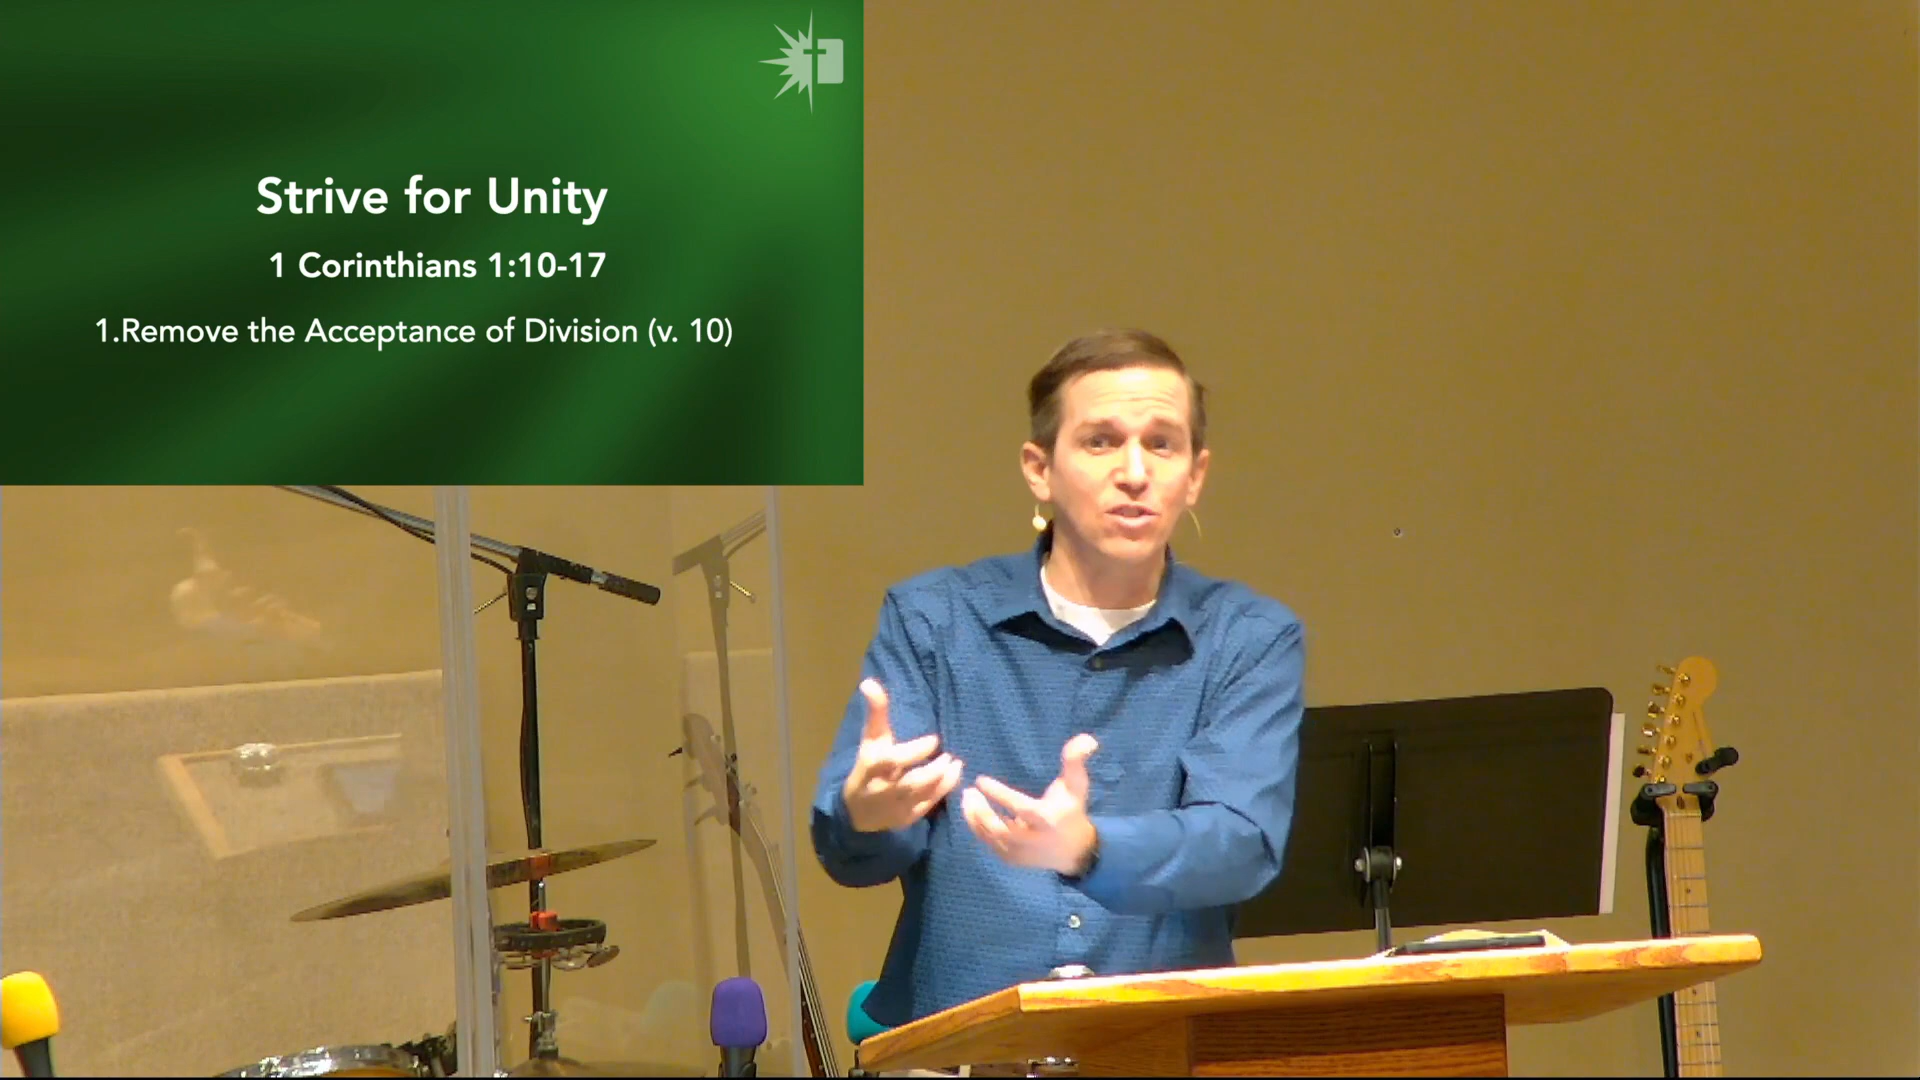 Strive for Unity
1 Corinthians 1:10-17
1.Remove the Acceptance of Division (v. 10)